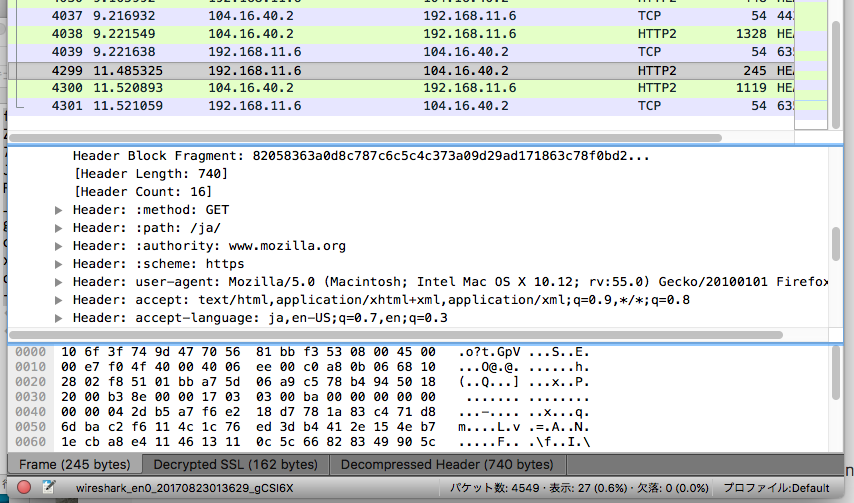 4037 9.216932 104.16.40.2 192.168.11.6 TCP 54 44
4038 9.221549 104.16.40.2 192.168.11.6 HTTP2 1328 HEA
4039 9.221638 192.168.11.6 104.16.40.2 TCP 54 635
4299 11.485325 192.168.11.6 104.16.40.2 HTTP2 245 HEA
4300 11.520893 104.16.40.2 192.168.11.6 HTTP2 1119 HEA
4301 11.521059 192.168.11.6 104.16.40.2 TCP 54 635
Header Block Fragment: 82058363a0d8c787c6c5c4c373a09d29ad171863c78f0bd2...
[Header Length: 740]
[Header Count: 16]
Header: :method: GET
Header: :path: /ja/
Header: :authority: www.mozilla.org
Header: :scheme: https
Header: user-agent: Mozilla/5.0 (Macintosh; Intel Mac OS X 10.12; rv:55.0) Gecko/20100101 Firefox
Header: accept: text/html,application/xhtml+xml,application/xml;q=0.9,*/*;q=0.8
Header: accept-language: ja,en-US;q=0.7,en;q=0.3
0000 10 6f 3f 74 9d 47 70 56 81 bb f3 53 08 00 45 00 .o?t.GpV ...S..E.
0010 00 e7 f0 4f 40 00 40 06 ee 00 c0 a8 0b 06 68 10 ...O@.@. ......h.
0020 28 02 f8 51 01 bb a7 5d 06 a9 c5 78 b4 94 50 18 (..Q...] ...x..P.
0030 20 00 b3 8e 00 00 17 03 03 00 ba 00 00 00 00 00 ....... ........
0040 00 00 04 2d b5 a7 f6 e2 18 d7 78 1a 83 c4 71 d8 ...-.... ..x...q.
0050 6d ba c2 f6 11 4c 1c 76 ed 3d b4 41 2e 15 4e b7 m....L.v .=.A..N.
0060 1e cb a8 e4 11 46 13 11 0c 5c 66 82 83 49 90 5c .....F.. .\f..I.\
Frame (245 bytes) Decrypted SSL (162 bytes) Decompressed Header (740 bytes)
wireshark_en0_20170823013629_gCSI6X パケット数: 4549 · 表示: 27 (0.6%) · 欠落: 0 (0.0%) プロファイル:Default